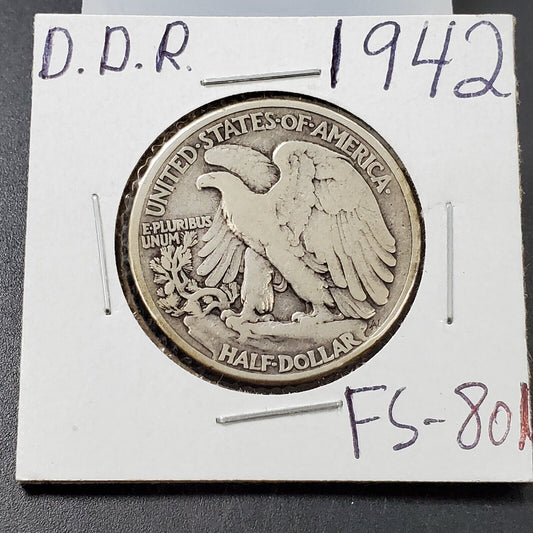 D.D.R. 1942
UNITED·STATES·OF·AMERICA·
E·PLURIBUS
UNUM
HALF·DOLLAR
FS-801